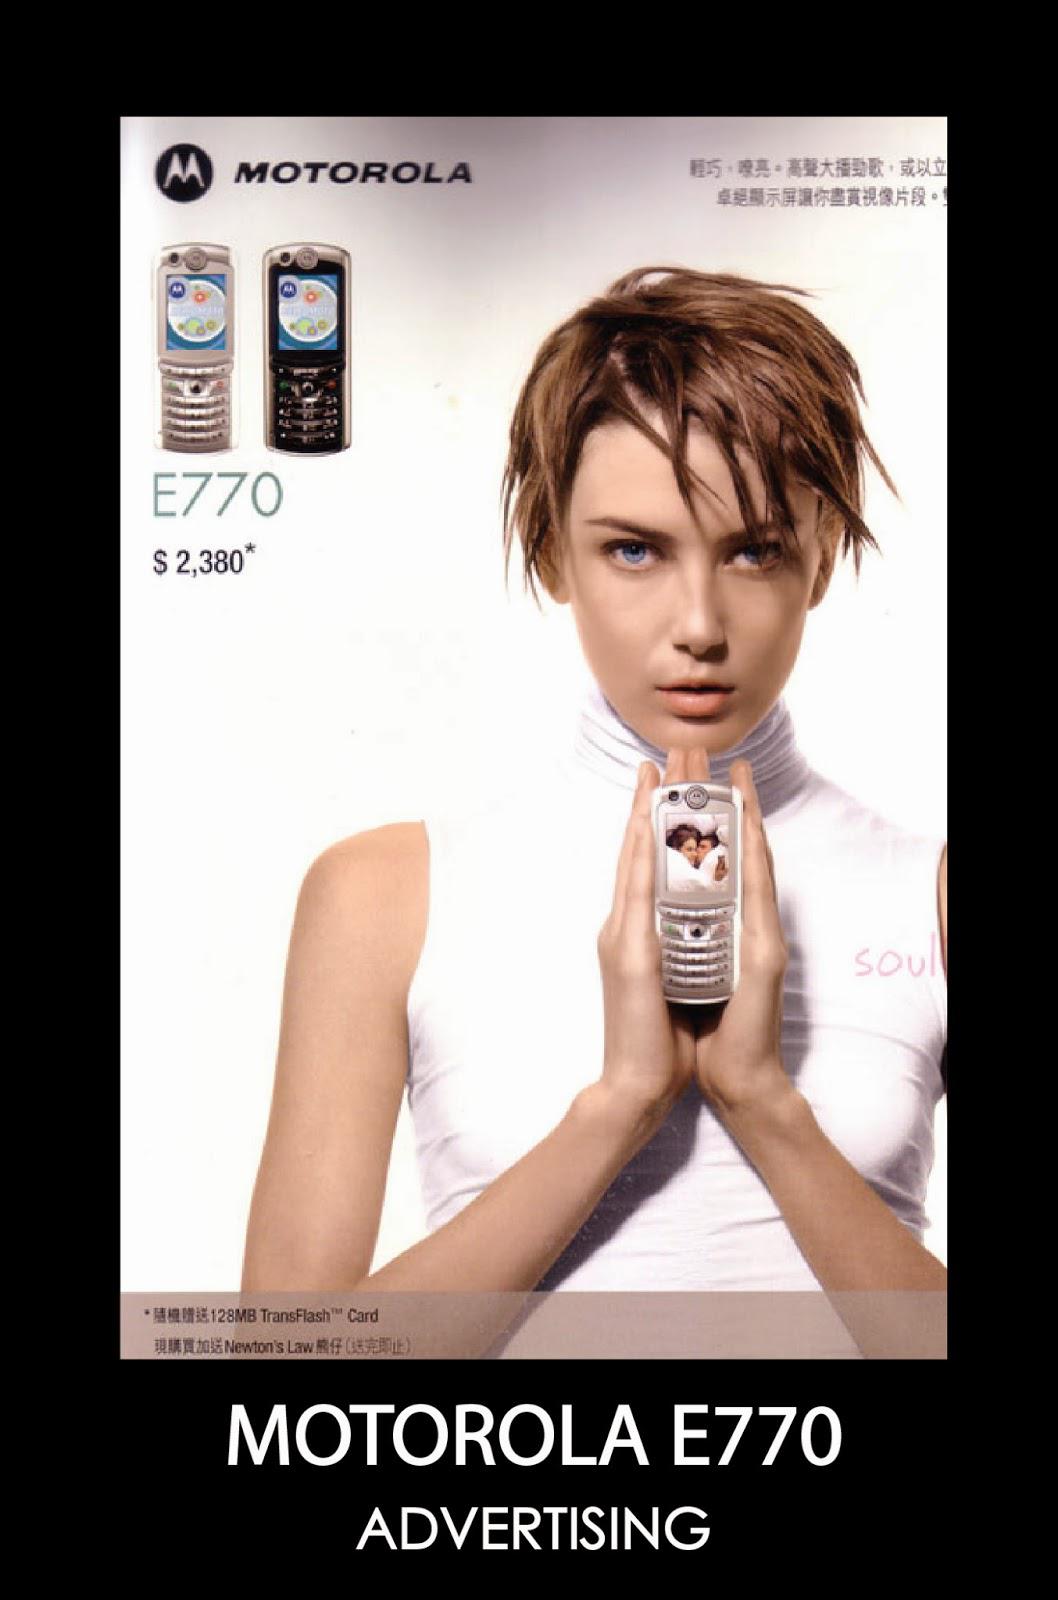 MOTOROLA
輕巧，嘹亮。高聲大播勁歌，或以立
卓絕顯示屏讓你盡賞視像片段。
E770
$ 2,380*
soul
* 隨機贈送128MB TransFlash™ Card
現購買加送Newton's Law熊仔（送完即止）
MOTOROLA E770
ADVERTISING